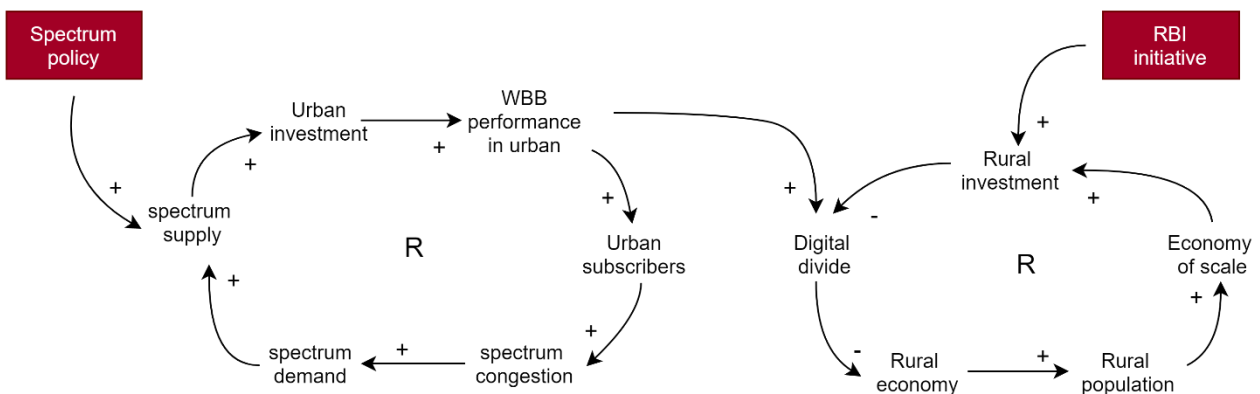 Spectrum
policy
RBI
initiative
Urban
investment
+
WBB
performance
in urban
+
+
+
spectrum
supply
R
+
Urban
subscribers
+
Digital
divide
-
Rural
investment
+
+
R
Economy
of scale
+
+
spectrum
demand
+
spectrum
congestion
+
-
Rural
economy
+
Rural
population
+